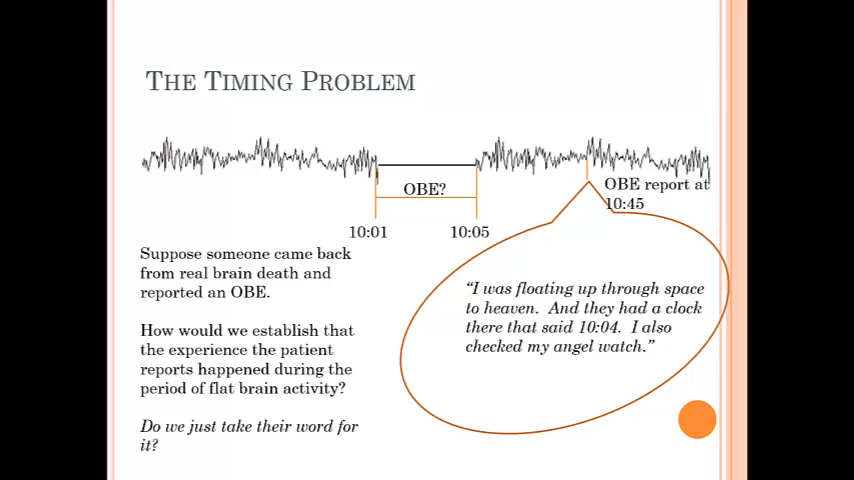 THE TIMING PROBLEM
OBE?
OBE report at
10:45
10:01
10:05
Suppose someone came back
from real brain death and
reported an OBE.
How would we establish that
the experience the patient
reports happened during the
period of flat brain activity?
Do we just take their word for
it?
“I was floating up through space
to heaven.  And they had a clock
there that said 10:04.  I also
checked my angel watch.”